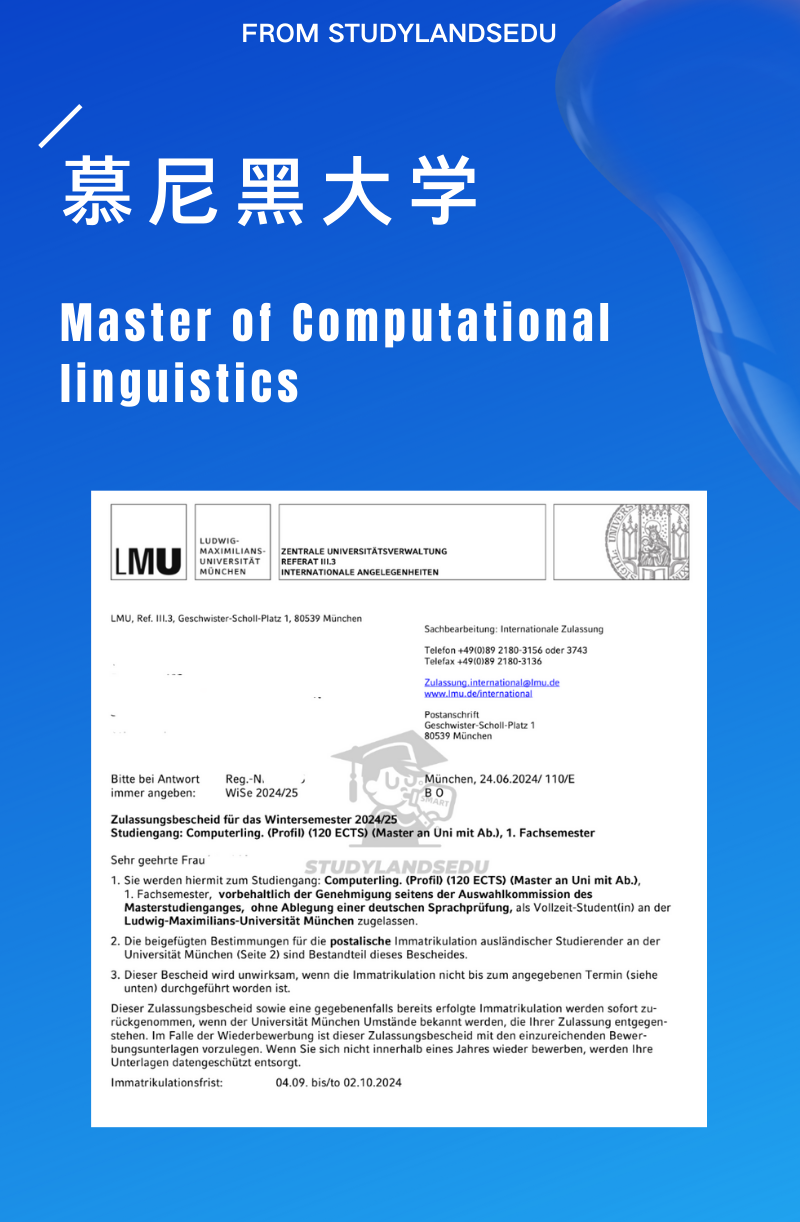 FROM STUDYLANDSEDU
慕尼黑大学
Master of Computational
linguistics
LMU
LUDWIG-
MAXIMILIANS-
UNIVERSITÄT
MÜNCHEN
ZENTRALE UNIVERSITÄTSVERWALTUNG
REFERAT III.3
INTERNATIONALE ANGELEGENHEITEN
LMU, Ref. III.3, Geschwister-Scholl-Platz 1, 80539 München
Sachbearbeitung: Internationale Zulassung
Telefon +49(0)89 2180-3156 oder 3743
Telefax +49(0)89 2180-3136
Zulassung.international@lmu.de
www.lmu.de/international
Postanschrift
Geschwister-Scholl-Platz 1
80539 München
Bitte bei Antwort Reg.-N. München, 24.06.2024/ 110/E
immer angeben: WiSe 2024/25 B O
SMART
Zulassungsbescheid für das Wintersemester 2024/25
Studiengang: Computerling. (Profil) (120 ECTS) (Master an Uni mit Ab.), 1. Fachsemester
Sehr geehrte Frau
STUDYLANDSEDU
1. Sie werden hiermit zum Studiengang: Computerling. (Profil) (120 ECTS) (Master an Uni mit Ab.),
1. Fachsemester, vorbehaltlich der Genehmigung seitens der Auswahlkommission des
Masterstudienganges, ohne Ablegung einer deutschen Sprachprüfung, als Vollzeit-Student(in) an der
Ludwig-Maximilians-Universität München zugelassen.
2. Die beigefügten Bestimmungen für die postalische Immatrikulation ausländischer Studierender an der
Universität München (Seite 2) sind Bestandteil dieses Bescheides.
3. Dieser Bescheid wird unwirksam, wenn die Immatrikulation nicht bis zum angegebenen Termin (siehe
unten) durchgeführt worden ist.
Dieser Zulassungsbescheid sowie eine gegebenenfalls bereits erfolgte Immatrikulation werden sofort zu-
rückgenommen, wenn der Universität München Umstände bekannt werden, die Ihrer Zulassung entgegen-
stehen. Im Falle der Wiederbewerbung ist dieser Zulassungsbescheid mit den einzureichenden Bewer-
bungsunterlagen vorzulegen. Wenn Sie sich nicht innerhalb eines Jahres wieder bewerben, werden Ihre
Unterlagen datengeschützt entsorgt.
Immatrikulationsfrist: 04.09. bis/to 02.10.2024